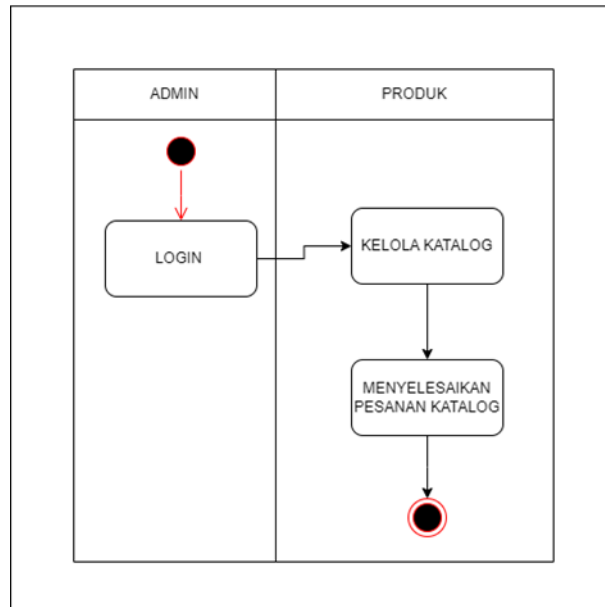 ADMIN
PRODUK
LOGIN
KELOLA KATALOG
MENYELESAIKAN
PESANAN KATALOG